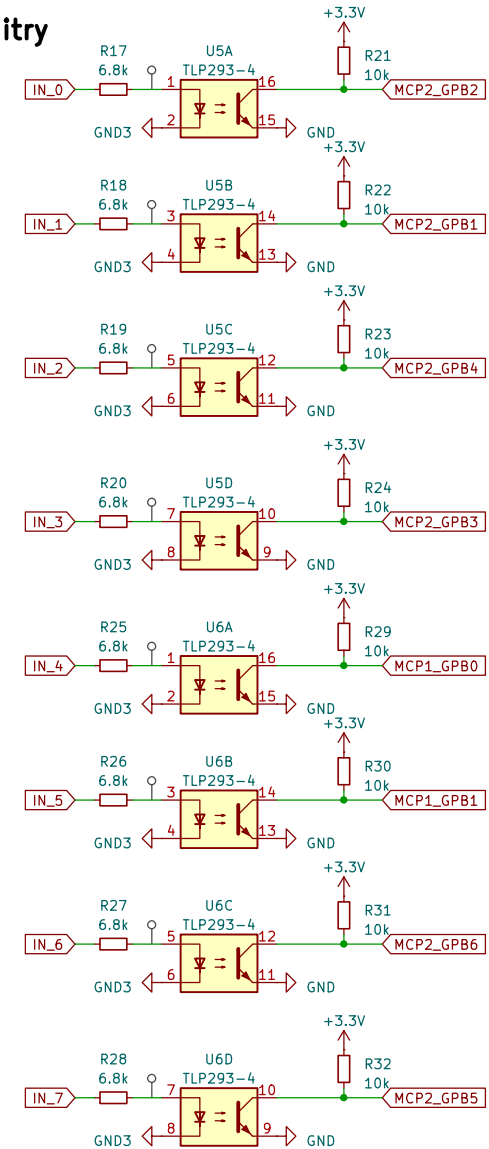 itry
+3.3V
R17 U5A R21
6.8k TLP293-4 10k
IN_0 1 16 MCP2_GPB2
GND3 2 15 GND
+3.3V
R18 U5B R22
6.8k TLP293-4 10k
IN_1 3 14 MCP2_GPB1
GND3 4 13 GND
+3.3V
R19 U5C R23
6.8k TLP293-4 10k
IN_2 5 12 MCP2_GPB4
GND3 6 11 GND
+3.3V
R20 U5D R24
6.8k TLP293-4 10k
IN_3 7 10 MCP2_GPB3
GND3 8 9 GND
+3.3V
R25 U6A R29
6.8k TLP293-4 10k
IN_4 1 16 MCP1_GPB0
GND3 2 15 GND
+3.3V
R26 U6B R30
6.8k TLP293-4 10k
IN_5 3 14 MCP1_GPB1
GND3 4 13 GND
+3.3V
R27 U6C R31
6.8k TLP293-4 10k
IN_6 5 12 MCP2_GPB6
GND3 6 11 GND
+3.3V
R28 U6D R32
6.8k TLP293-4 10k
IN_7 7 10 MCP2_GPB5
GND3 8 9 GND